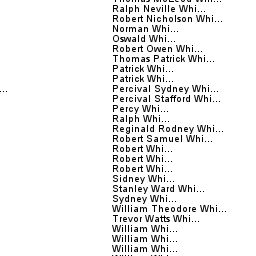 Thomas McLeod Whi...
Ralph Neville Whi...
Robert Nicholson Whi...
Norman Whi...
Oswald Whi...
Robert Owen Whi...
Thomas Patrick Whi...
Patrick Whi...
Patrick Whi...
...
Percival Sydney Whi...
Percival Stafford Whi...
Percy Whi...
Ralph Whi...
Reginald Rodney Whi...
Robert Samuel Whi...
Robert Whi...
Robert Whi...
Robert Whi...
Sidney Whi...
Stanley Ward Whi...
Sydney Whi...
William Theodore Whi...
Trevor Watts Whi...
William Whi...
William Whi...
William Whi...